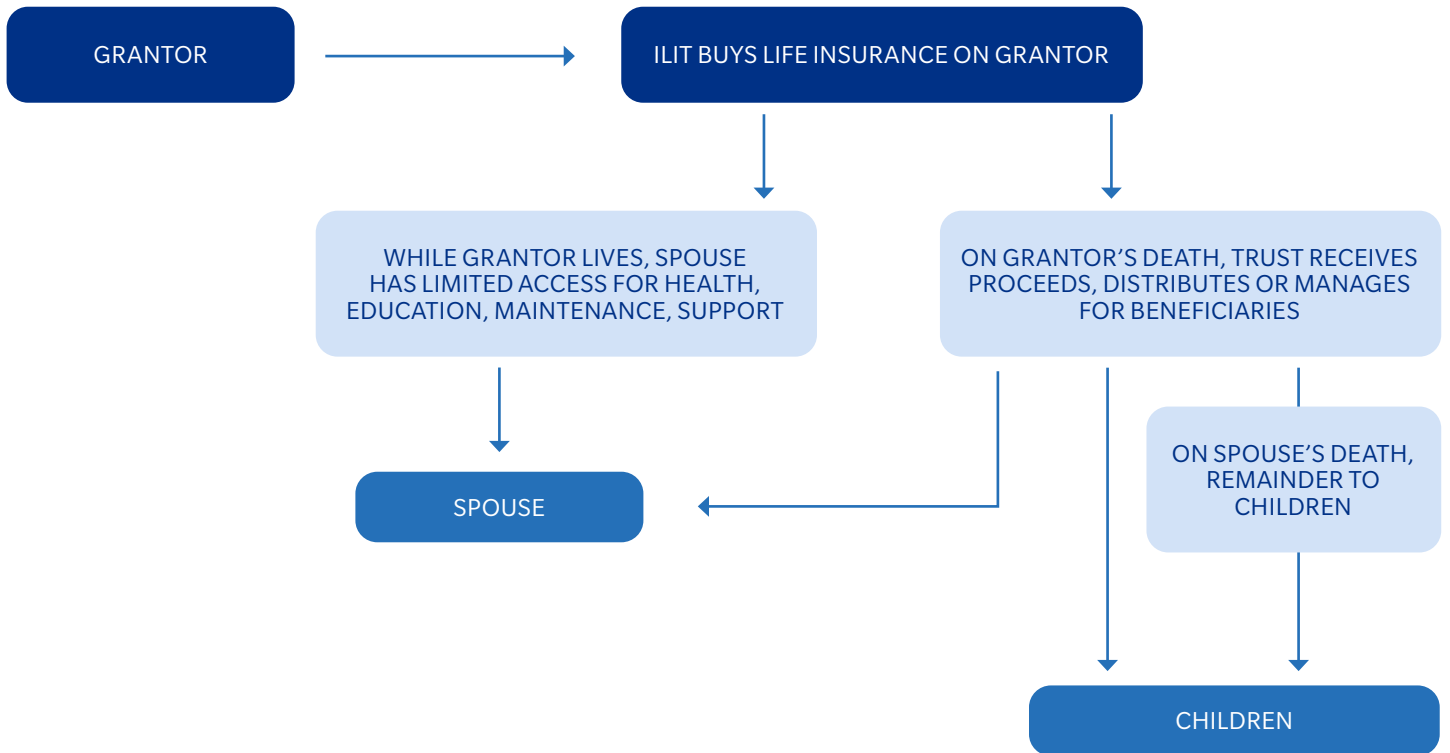 GRANTOR
ILIT BUYS LIFE INSURANCE ON GRANTOR
WHILE GRANTOR LIVES, SPOUSE
HAS LIMITED ACCESS FOR HEALTH,
EDUCATION, MAINTENANCE, SUPPORT
ON GRANTOR’S DEATH, TRUST RECEIVES
PROCEEDS, DISTRIBUTES OR MANAGES
FOR BENEFICIARIES
ON SPOUSE’S DEATH,
REMAINDER TO
CHILDREN
SPOUSE
CHILDREN